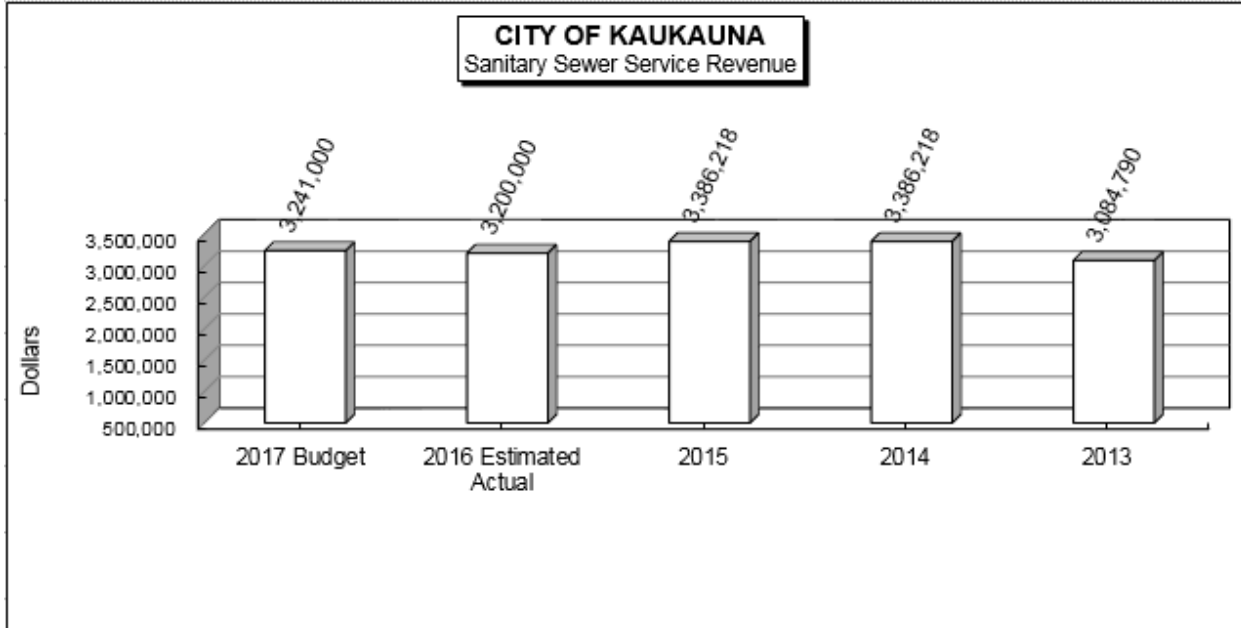 CITY OF KAUKAUNA
Sanitary Sewer Service Revenue
3,241,000
3,200,000
3,386,218
3,386,218
3,084,790
3,500,000
3,000,000
2,500,000
2,000,000
1,500,000
1,000,000
500,000
Dollars
2017 Budget
2016 Estimated
Actual
2015
2014
2013